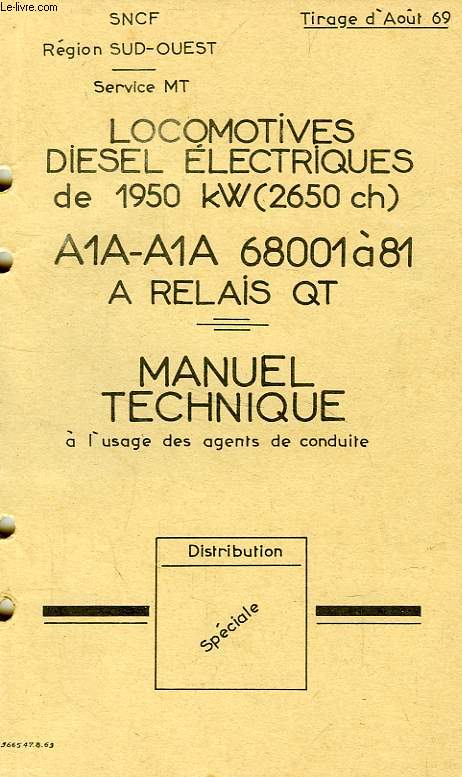 Le-livre.com
SNCF
Tirage d'Août 69
Région SUD-OUEST
Service MT
LOCOMOTIVES
DIESEL ÉLECTRIQUES
de 1950 kW (2650 ch)
A1A-A1A 68001 à 81
A RELAIS QT
MANUEL
TECHNIQUE
à l'usage des agents de conduite
Distribution
Spéciale